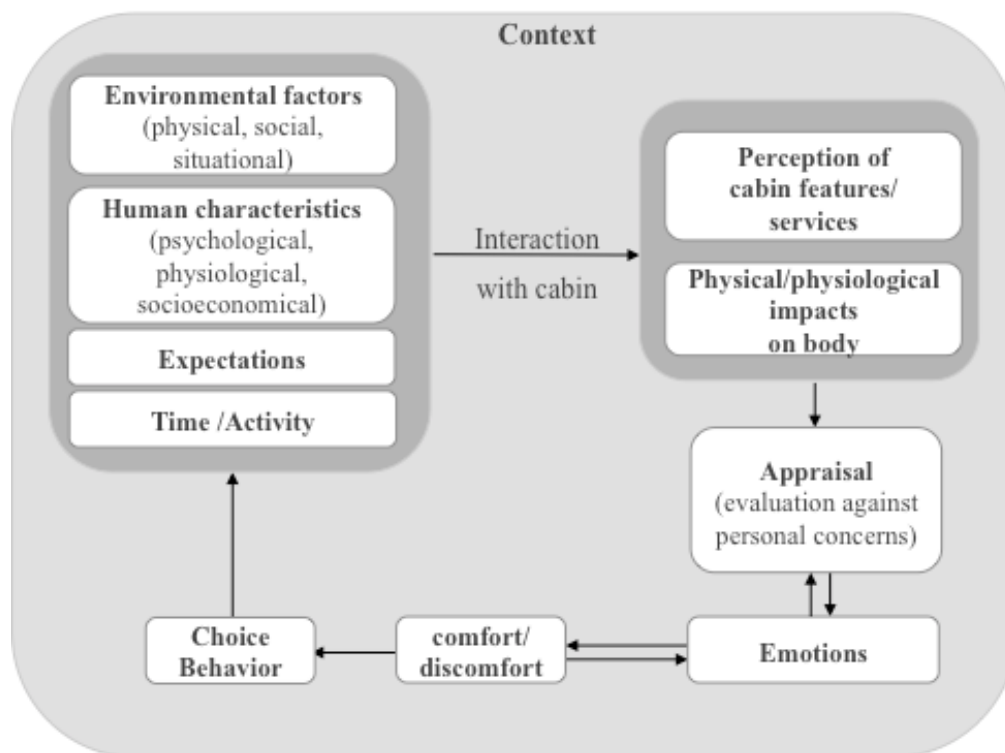 Context
Environmental factors
(physical, social,
situational)
Human characteristics
(psychological,
physiological,
socioeconomical)
Expectations
Time /Activity
Interaction
with cabin
Perception of
cabin features/
services
Physical/physiological
impacts
on body
Appraisal
(evaluation against
personal concerns)
Emotions
comfort/
discomfort
Choice
Behavior